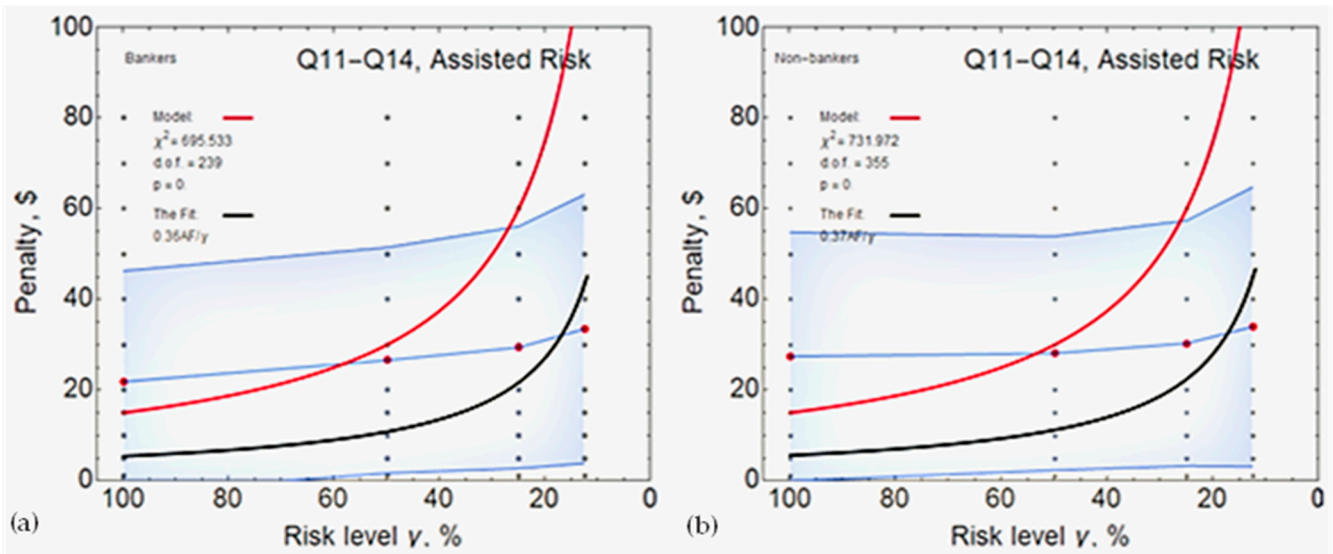 100
80
60
40
20
0
Penalty, $
Bankers
Q11–Q14, Assisted Risk
Model:
χ² = 695.533
d.o.f. = 239
p = 0.
The Fit:
0.36AF/γ
100 80 60 40 20 0
Risk level γ, %
(a)
100
80
60
40
20
0
Penalty, $
Non-bankers
Q11–Q14, Assisted Risk
Model:
χ² = 731.972
d.o.f. = 355
p = 0.
The Fit:
0.37AF/γ
100 80 60 40 20 0
Risk level γ, %
(b)